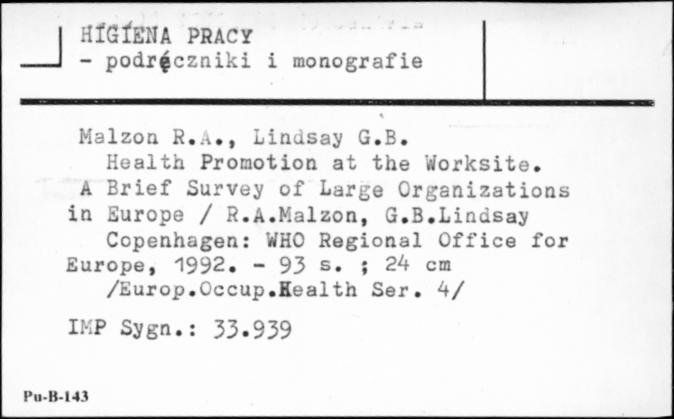 HIGIENA PRACY
- podręczniki i monografie
Malzon R.A., Lindsay G.B.
Health Promotion at the Worksite.
A Brief Survey of Large Organizations
in Europe / R.A.Malzon, G.B.Lindsay
Copenhagen: WHO Regional Office for
Europe, 1992. - 93 s. ; 24 cm
/Europ.Occup.Health Ser. 4/
IMP Sygn.: 33.939
Pu-B-143